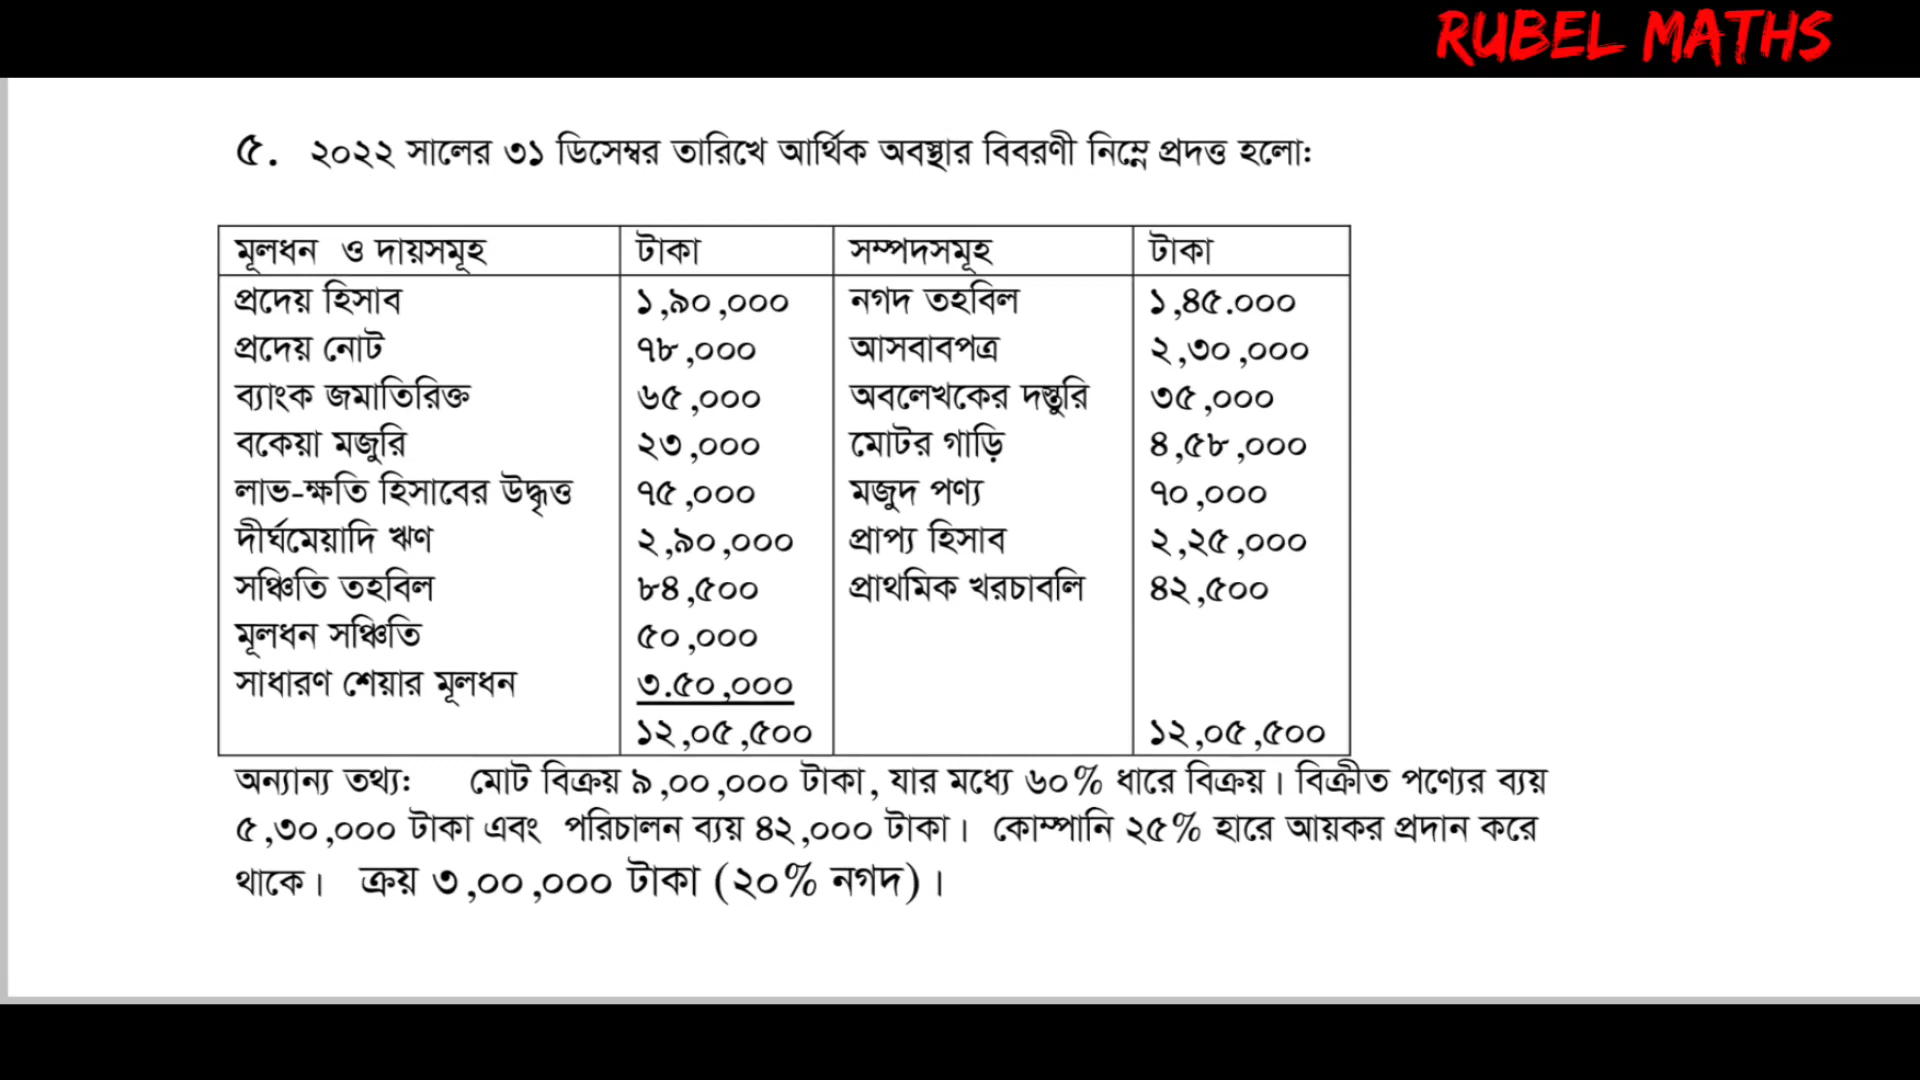 RUBEL MATHS
৫. ২০২২ সালের ৩১ ডিসেম্বর তারিখে আর্থিক অবস্থার বিবরণী নিম্নে প্রদত্ত হলো:
মূলধন ও দায়সমূহ টাকা সম্পদসমূহ টাকা
প্রদেয় হিসাব ১,৯০,০০০ নগদ তহবিল ১,৪৫.০০০
প্রদেয় নোট ৭৮,০০০ আসবাবপত্র ২,৩০,০০০
ব্যাংক জমাতিরিক্ত ৬৫,০০০ অবলেখকের দস্তুরি ৩৫,০০০
বকেয়া মজুরি ২৩,০০০ মোটর গাড়ি ৪,৫৮,০০০
লাভ-ক্ষতি হিসাবের উদ্ধৃত্ত ৭৫,০০০ মজুদ পণ্য ৭০,০০০
দীর্ঘমেয়াদি ঋণ ২,৯০,০০০ প্রাপ্য হিসাব ২,২৫,০০০
সঞ্চিতি তহবিল ৮৪,৫০০ প্রাথমিক খরচাবলি ৪২,৫০০
মূলধন সঞ্চিতি ৫০,০০০
সাধারণ শেয়ার মূলধন ৩.৫০,০০০
১২,০৫,৫০০ ১২,০৫,৫০০
অন্যান্য তথ্য: মোট বিক্রয় ৯,০০,০০০ টাকা, যার মধ্যে ৬০% ধারে বিক্রয়। বিক্রীত পণ্যের ব্যয়
৫,৩০,০০০ টাকা এবং পরিচালন ব্যয় ৪২,০০০ টাকা। কোম্পানি ২৫% হারে আয়কর প্রদান করে
থাকে। ক্রয় ৩,০০,০০০ টাকা (২০% নগদ)।